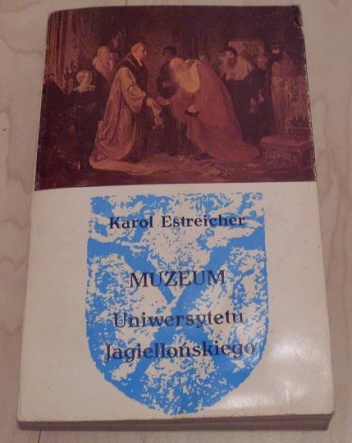 Karol Estreicher
MUZEUM
Uniwersytetu
Jagiellońskiego